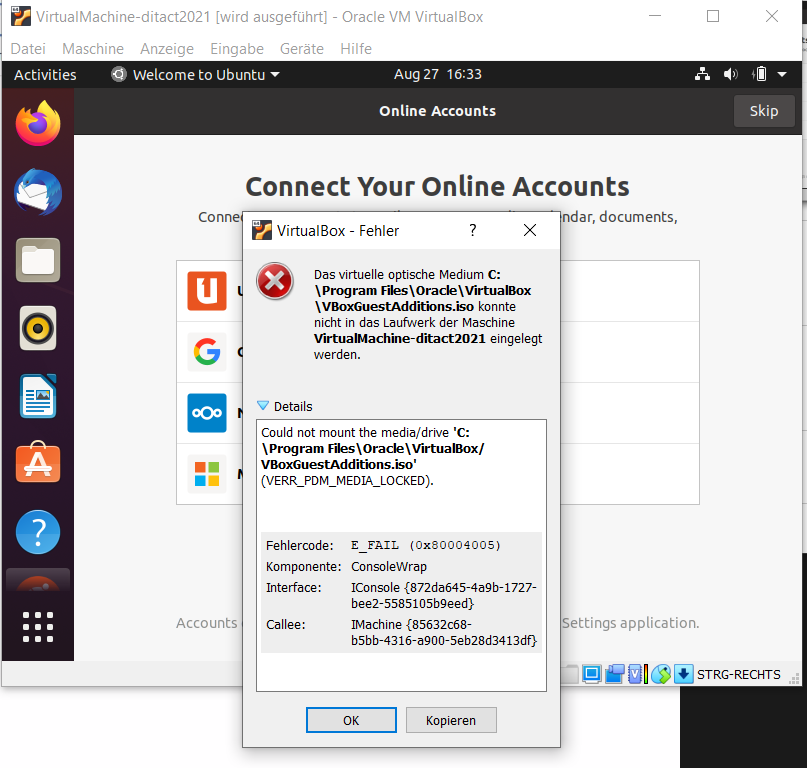 VirtualMachine-ditact2021 [wird ausgeführt] - Oracle VM VirtualBox
Datei Maschine Anzeige Eingabe Geräte Hilfe
Activities Welcome to Ubuntu Aug 27 16:33
Online Accounts Skip
Connect Your Online Accounts
Connec endar, documents,
VirtualBox - Fehler ?
Das virtuelle optische Medium C:
\Program Files\Oracle\VirtualBox
\VBoxGuestAdditions.iso konnte
nicht in das Laufwerk der Maschine
VirtualMachine-ditact2021 eingelegt
werden.
Details
Could not mount the media/drive 'C:
\Program Files\Oracle\VirtualBox/
VBoxGuestAdditions.iso'
(VERR_PDM_MEDIA_LOCKED).
Fehlercode: E_FAIL (0x80004005)
Komponente: ConsoleWrap
Interface: IConsole {872da645-4a9b-1727-
bee2-5585105b9eed}
Callee: IMachine {85632c68-
b5bb-4316-a900-5eb28d3413df}
Accounts Settings application.
STRG-RECHTS
OK Kopieren